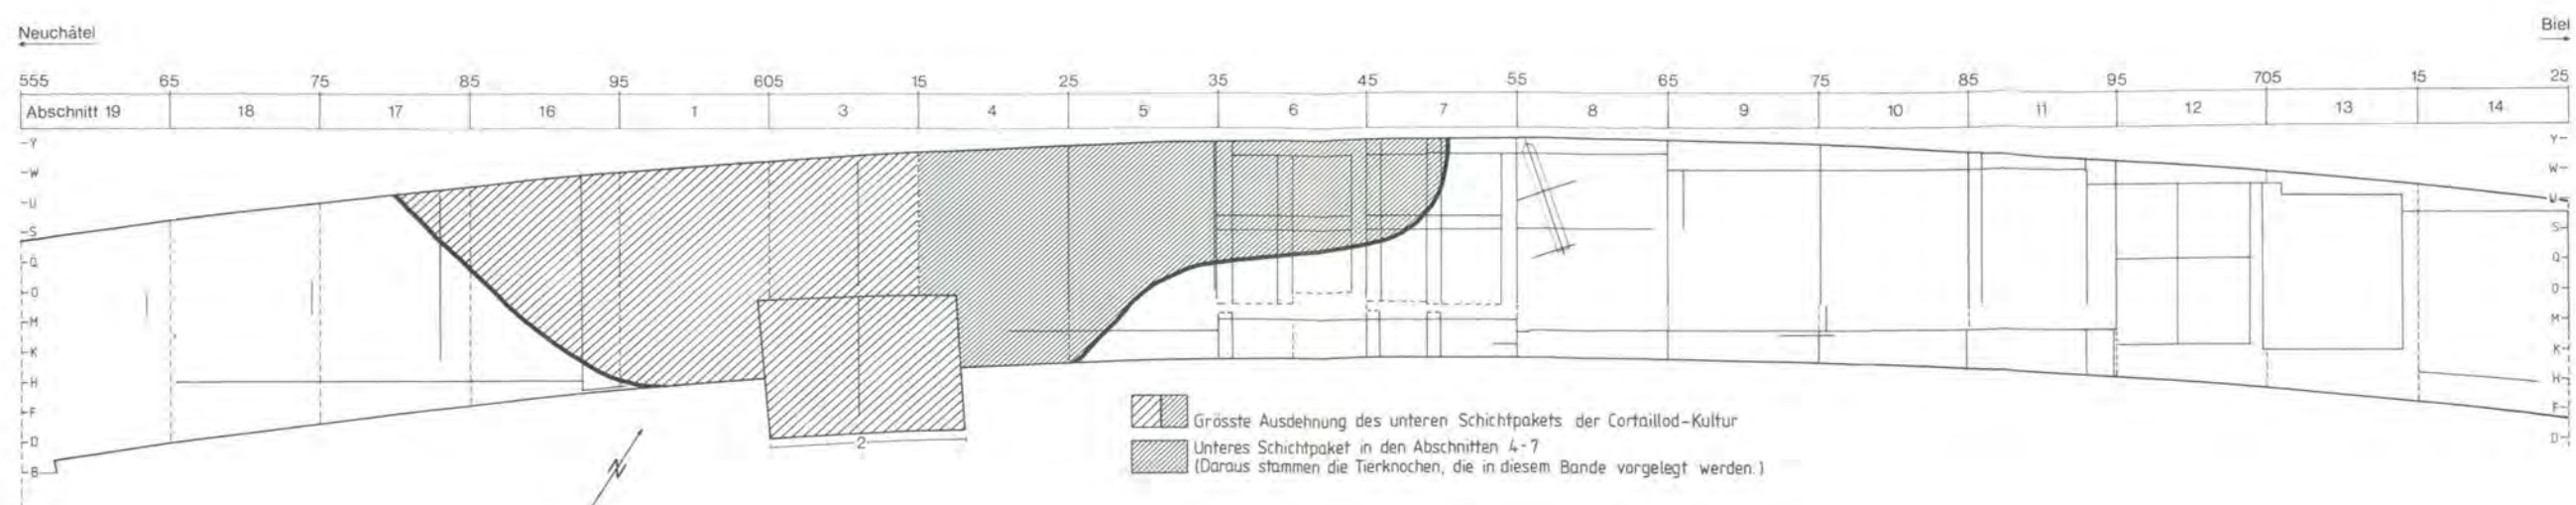 Neuchâtel
Biel
555 65 75 85 95 605 15 25 35 45 55 65 75 85 95 705 15 25
Abschnitt 19 18 17 16 1 3 4 5 6 7 8 9 10 11 12 13 14
Y
W
U
S
Q
O
M
K
H
F
D
B
Y
W
U
S
Q
O
M
K
H
F
D
2
N
Grösste Ausdehnung des unteren Schichtpakets der Cortaillod-Kultur
Unteres Schichtpaket in den Abschnitten 4-7
(Daraus stammen die Tierknochen, die in diesem Bande vorgelegt werden.)